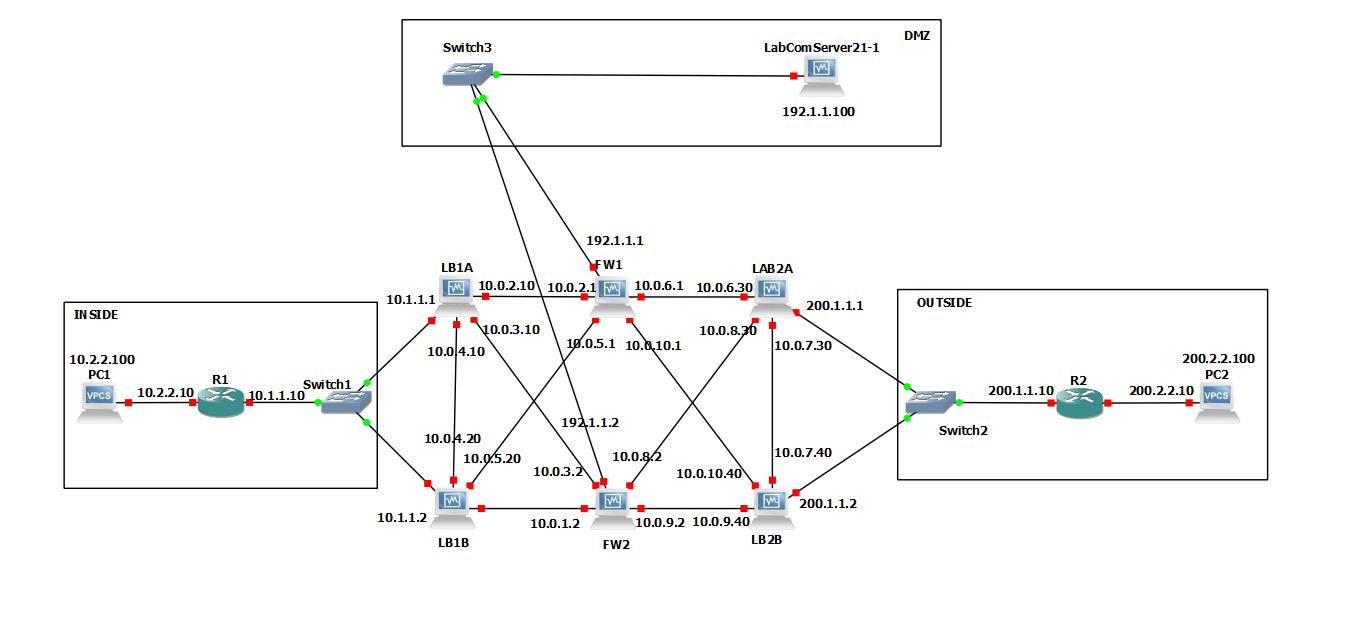 DMZ
Switch3
LabComServer21-1
192.1.1.100
192.1.1.1
LB1A
FW1
LAB2A
10.0.2.10
10.0.2.1
10.0.6.1
10.0.6.30
10.1.1.1
200.1.1.1
INSIDE
OUTSIDE
10.0.3.10
10.0.8.30
10.0.4.10
10.0.5.1
10.0.10.1
10.0.7.30
10.2.2.100
PC1
R1
10.2.2.10
10.1.1.10
Switch1
200.2.2.100
PC2
R2
200.1.1.10
200.2.2.10
Switch2
192.1.1.2
10.0.4.20
10.0.5.20
10.0.8.2
10.0.7.40
10.0.3.2
10.0.10.40
200.1.1.2
10.1.1.2
10.0.1.2
10.0.9.2
10.0.9.40
LB1B
FW2
LB2B
VPCS
VPCS